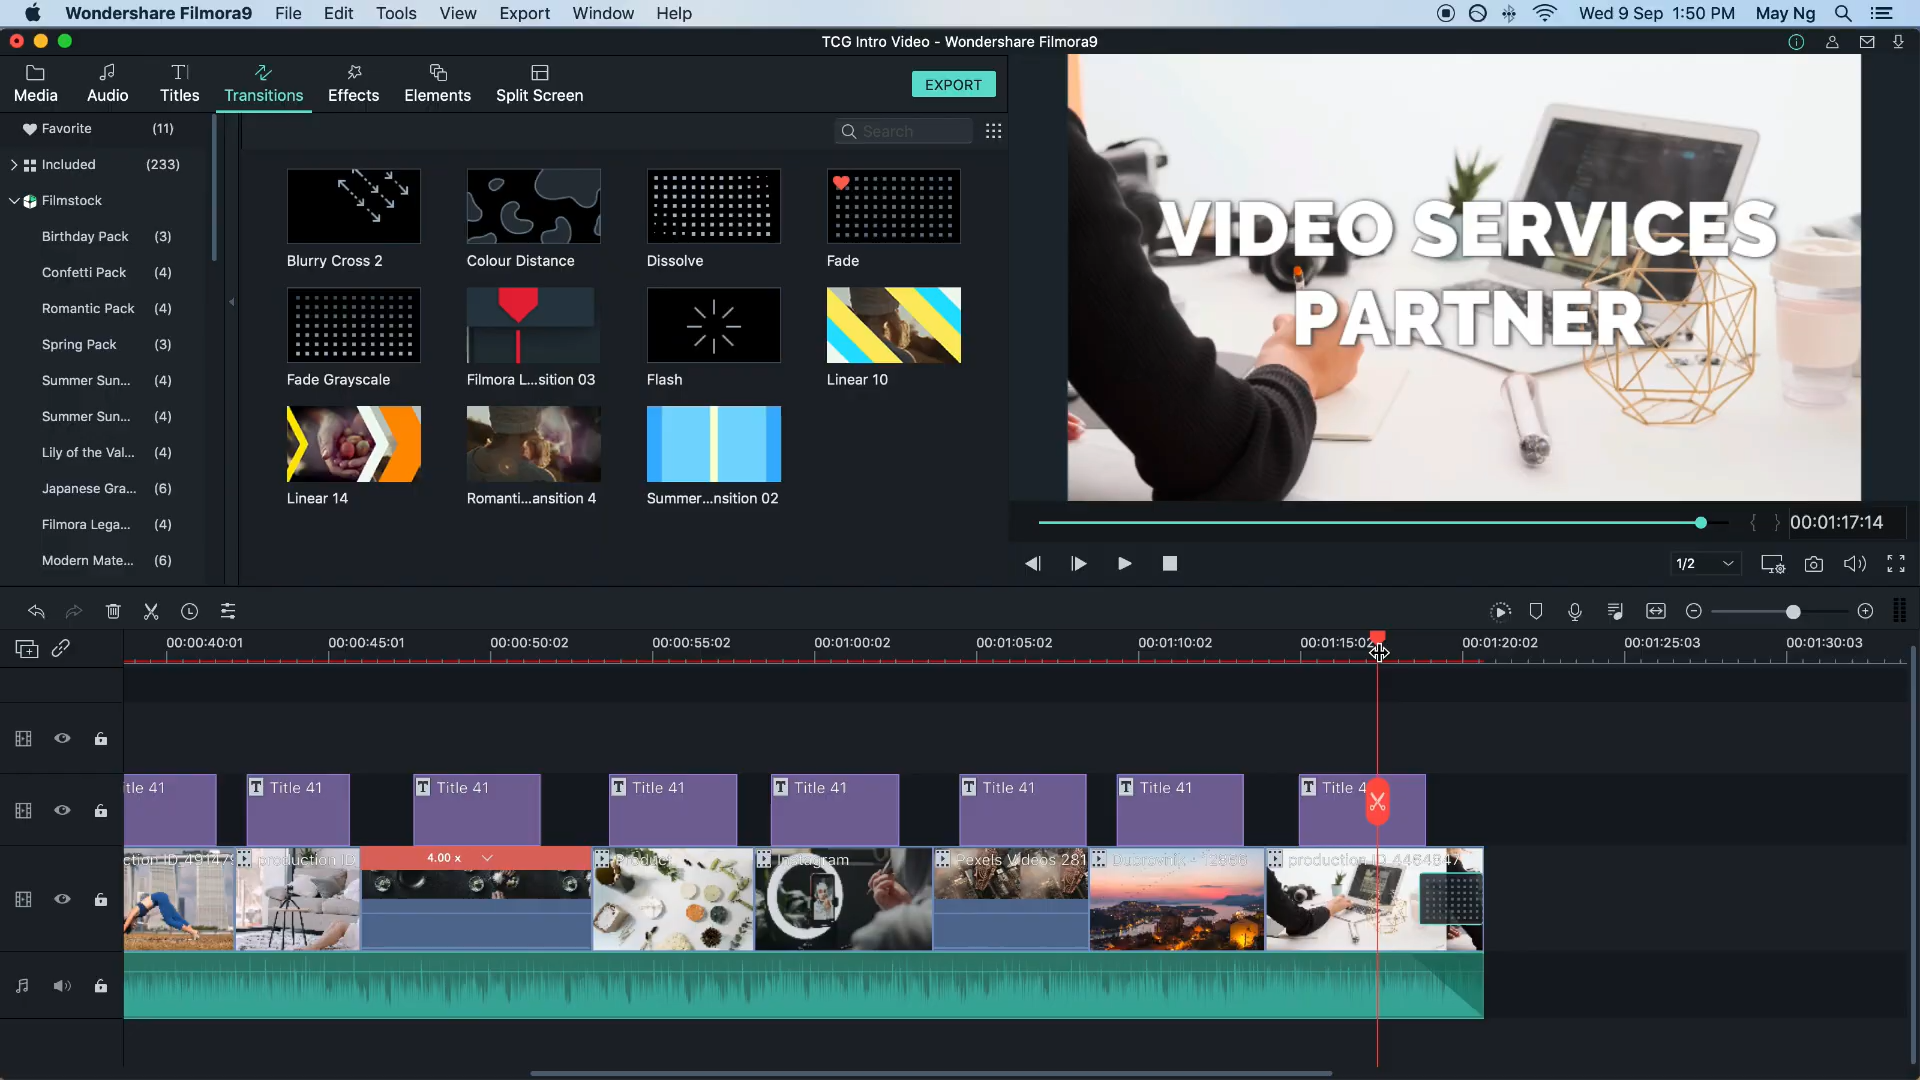 Wondershare Filmora9 File Edit Tools View Export Window Help Wed 9 Sep 1:50 PM May Ng
TCG Intro Video - Wondershare Filmora9
Media Audio Titles Transitions Effects Elements Split Screen EXPORT
Favorite (11)
Included (233)
Filmstock
Birthday Pack (3)
Confetti Pack (4)
Romantic Pack (4)
Spring Pack (3)
Summer Sun... (4)
Summer Sun... (4)
Lily of the Val... (4)
Japanese Gra... (6)
Filmora Lega... (4)
Modern Mate... (6)
Search
Blurry Cross 2 Colour Distance Dissolve Fade
Fade Grayscale Filmora L...sition 03 Flash Linear 10
Linear 14 Romanti...ansition 4 Summer...nsition 02
VIDEO SERVICES
PARTNER
{ } 00:01:17:14
1/2
00:00:40:01 00:00:45:01 00:00:50:02 00:00:55:02 00:01:00:02 00:01:05:02 00:01:10:02 00:01:15:02 00:01:20:02 00:01:25:03 00:01:30:03
itle 41 Title 41 Title 41 Title 41 Title 41 Title 41 Title 41 Title 4
production ID 4.00 x Product Instagram Pexels Videos 281 Dubrovnik production ID